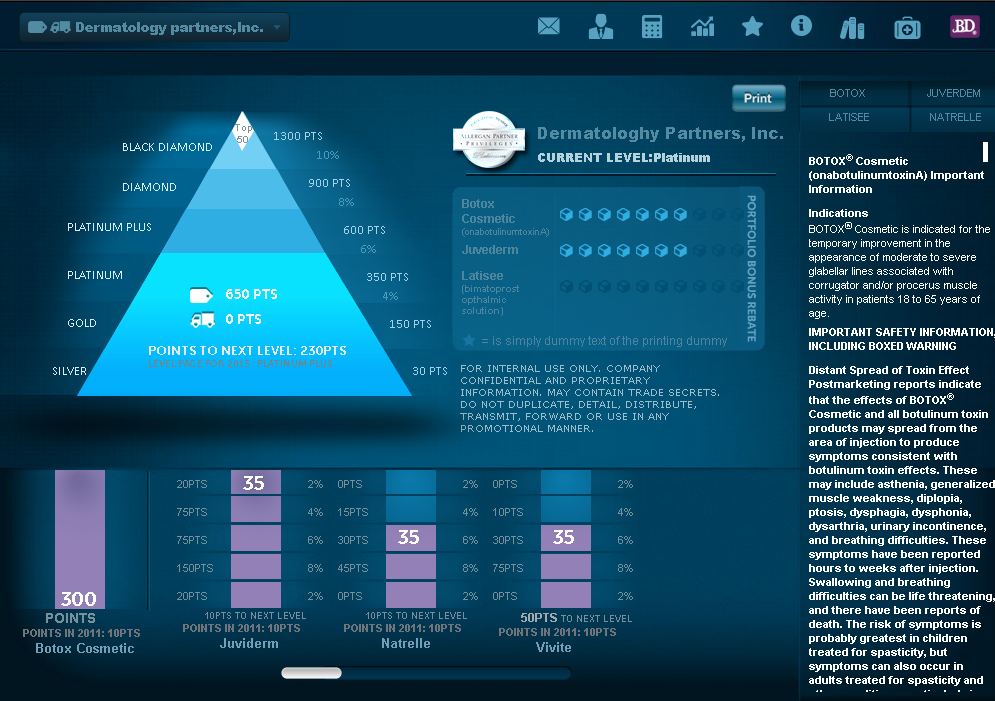 Dermatology partners,Inc.
BD
Print
BOTOX
JUVERDEM
LATISEE
NATRELLE
Top
50
1300 PTS
BLACK DIAMOND
10%
DIAMOND
900 PTS
8%
PLATINUM PLUS
600 PTS
6%
PLATINUM
350 PTS
4%
650 PTS
0 PTS
GOLD
150 PTS
POINTS TO NEXT LEVEL: 230PTS
LEVEL PACE FOR 2013: PLATINUM PLUS
SILVER
30 PTS
ALLERGAN PARTNER
PRIVILEGES
Platinum
Dermatologhy Partners, Inc.
CURRENT LEVEL:Platinum
Botox
Cosmetic
(onabotulinumtoxinA)
Juvederm
Latisee
(bimatoprost
opthalmic
solution)
PORTFOLIO BONUS REBATE
= is simply dummy text of the printing dummy
FOR INTERNAL USE ONLY. COMPANY
CONFIDENTIAL AND PROPRIETARY
INFORMATION. MAY CONTAIN TRADE SECRETS.
DO NOT DUPLICATE, DETAIL, DISTRIBUTE,
TRANSMIT, FORWARD OR USE IN ANY
PROMOTIONAL MANNER.
BOTOX® Cosmetic
(onabotulinumtoxinA) Important
Information
Indications
BOTOX® Cosmetic is indicated for the
temporary improvement in the
appearance of moderate to severe
glabellar lines associated with
corrugator and/or procerus muscle
activity in patients 18 to 65 years of
age.
IMPORTANT SAFETY INFORMATION,
INCLUDING BOXED WARNING
Distant Spread of Toxin Effect
Postmarketing reports indicate
that the effects of BOTOX®
Cosmetic and all botulinum toxin
products may spread from the
area of injection to produce
symptoms consistent with
botulinum toxin effects. These
may include asthenia, generalized
muscle weakness, diplopia,
ptosis, dysphagia, dysphonia,
dysarthria, urinary incontinence,
and breathing difficulties. These
symptoms have been reported
hours to weeks after injection.
Swallowing and breathing
difficulties can be life threatening,
and there have been reports of
death. The risk of symptoms is
probably greatest in children
treated for spasticity, but
symptoms can also occur in
adults treated for spasticity and
300
POINTS
POINTS IN 2011: 10PTS
Botox Cosmetic
20PTS 35 2%
75PTS 4%
75PTS 6%
150PTS 8%
20PTS 2%
10PTS TO NEXT LEVEL
POINTS IN 2011: 10PTS
Juviderm
0PTS 2%
15PTS 4%
30PTS 35 6%
45PTS 8%
0PTS 2%
10PTS TO NEXT LEVEL
POINTS IN 2011: 10PTS
Natrelle
0PTS 2%
10PTS 4%
30PTS 35 6%
75PTS 8%
0PTS 2%
50PTS TO NEXT LEVEL
POINTS IN 2011: 10PTS
Vivite